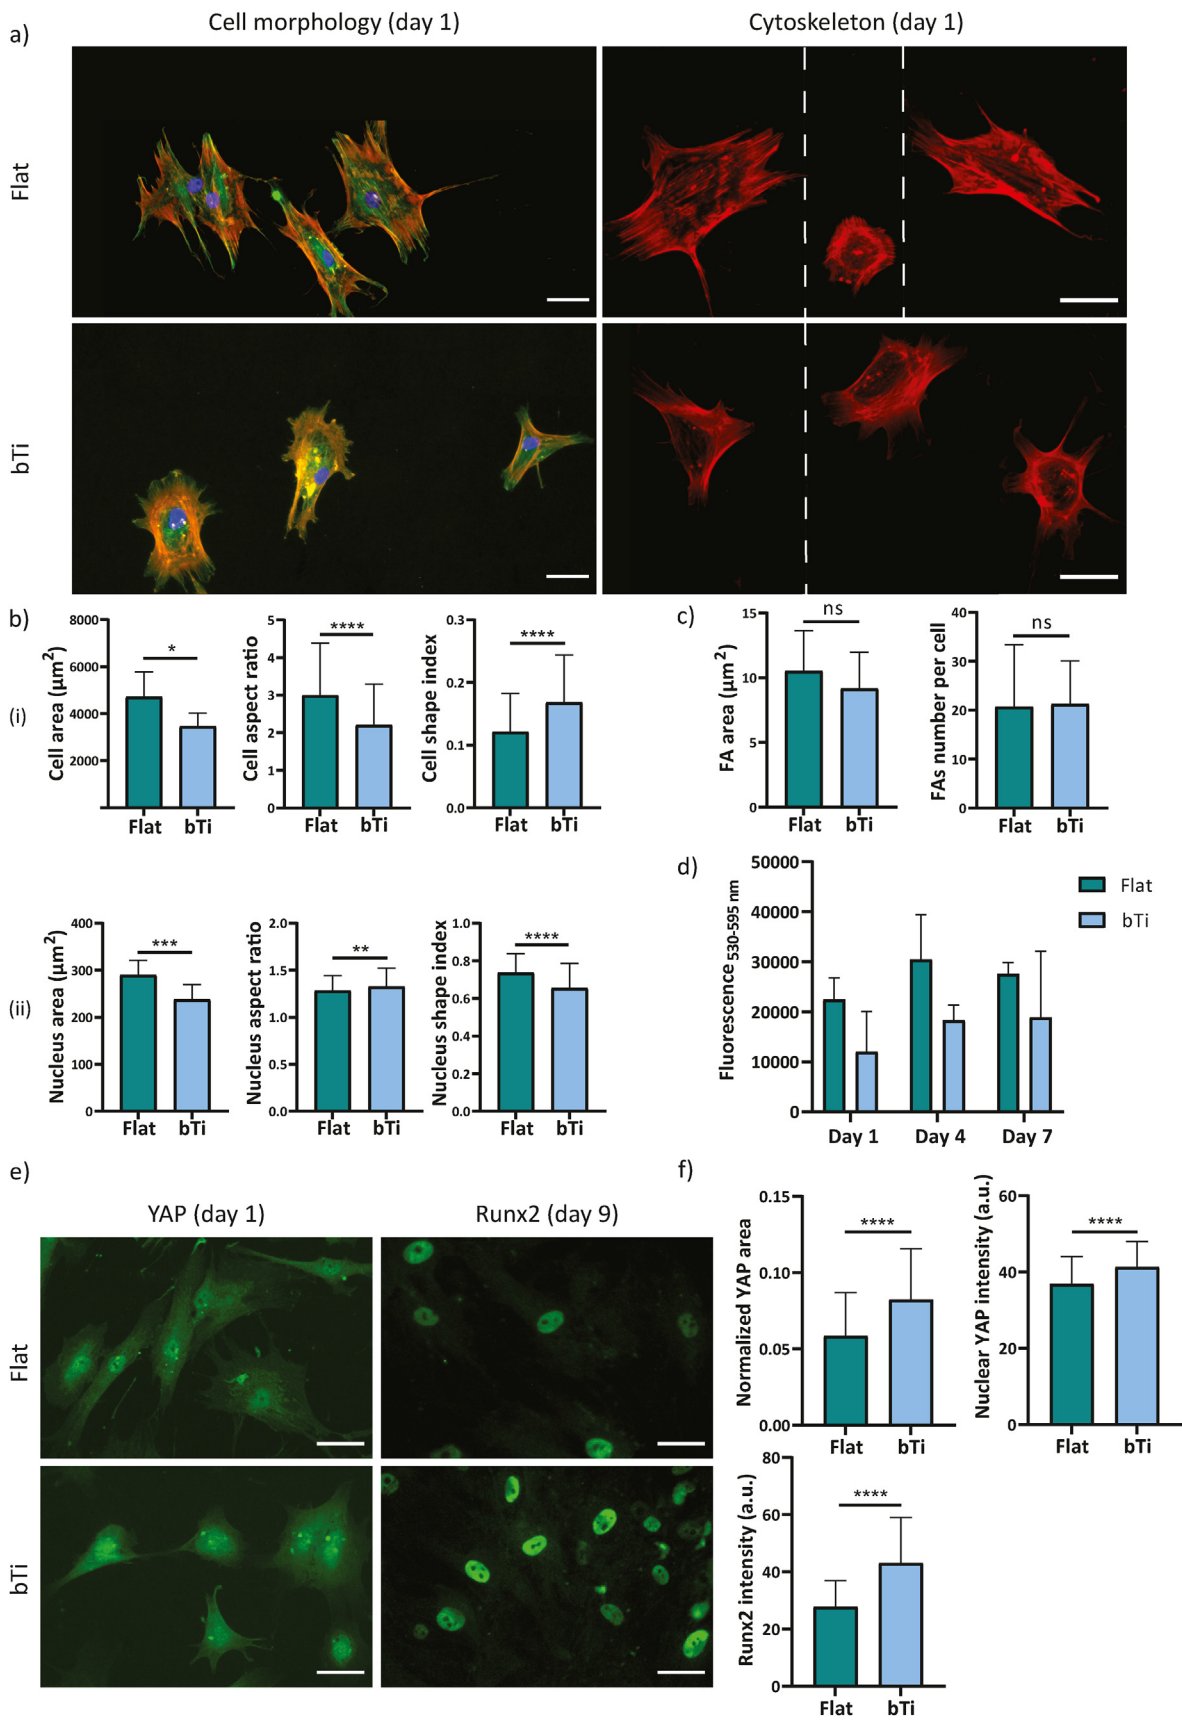 a)
Cell morphology (day 1)
Cytoskeleton (day 1)
Flat
bTi
b)
(i)
Cell area (µm²)
8000
6000
4000
2000
*
Flat bTi
Cell aspect ratio
5
4
3
2
1
0
****
Flat bTi
Cell shape index
0.3
0.2
0.1
0.0
****
Flat bTi
c)
FA area (µm²)
15
10
5
0
ns
Flat bTi
FAs number per cell
40
30
20
10
0
ns
Flat bTi
(ii)
Nucleus area (µm²)
400
300
200
100
0
***
Flat bTi
Nucleus aspect ratio
2.0
1.5
1.0
0.5
0.0
**
Flat bTi
Nucleus shape index
1.0
0.8
0.6
0.4
0.2
0.0
****
Flat bTi
d)
Fluorescence 530-595 nm
50000
40000
30000
20000
10000
0
Day 1 Day 4 Day 7
Flat
bTi
e)
YAP (day 1)
Runx2 (day 9)
Flat
bTi
f)
Normalized YAP area
0.15
0.10
0.05
0.00
****
Flat bTi
Nuclear YAP intensity (a.u.)
60
40
20
0
****
Flat bTi
Runx2 intensity (a.u.)
80
60
40
20
0
****
Flat bTi